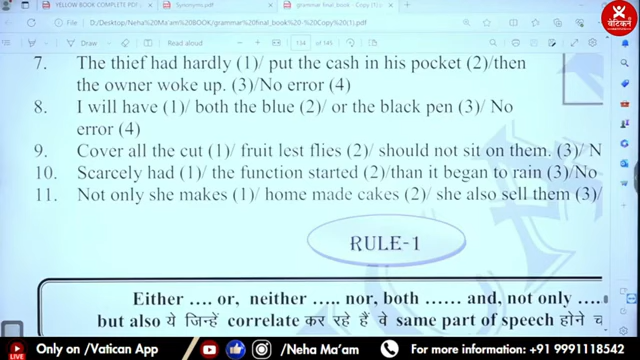 YELLOW BOOK COMPLETE PDF
Synonyms.pdf
grammar final_book - Copy (1).p
File
D:/Desktop/Neha%20Ma'am%20BOOK/grammar%20final_book%20-%20Copy%20(1).pdf
Draw
Read aloud
134
of 145
7. The thief had hardly (1)/ put the cash in his pocket (2)/then
the owner woke up. (3)/No error (4)
8. I will have (1)/ both the blue (2)/ or the black pen (3)/ No
error (4)
9. Cover all the cut (1)/ fruit lest flies (2)/ should not sit on them. (3)/ N
10. Scarcely had (1)/ the function started (2)/than it began to rain (3)/No
11. Not only she makes (1)/ home made cakes (2)/ she also sell them (3)/
RULE-1
Either .... or, neither ..... nor, both ...... and, not only ....
but also ये जिन्हें correlate कर रहे हैं वे same part of speech होने च
वेटिकन
LIVE
Only on /Vatican App
/Neha Ma'am
+91 9991118542